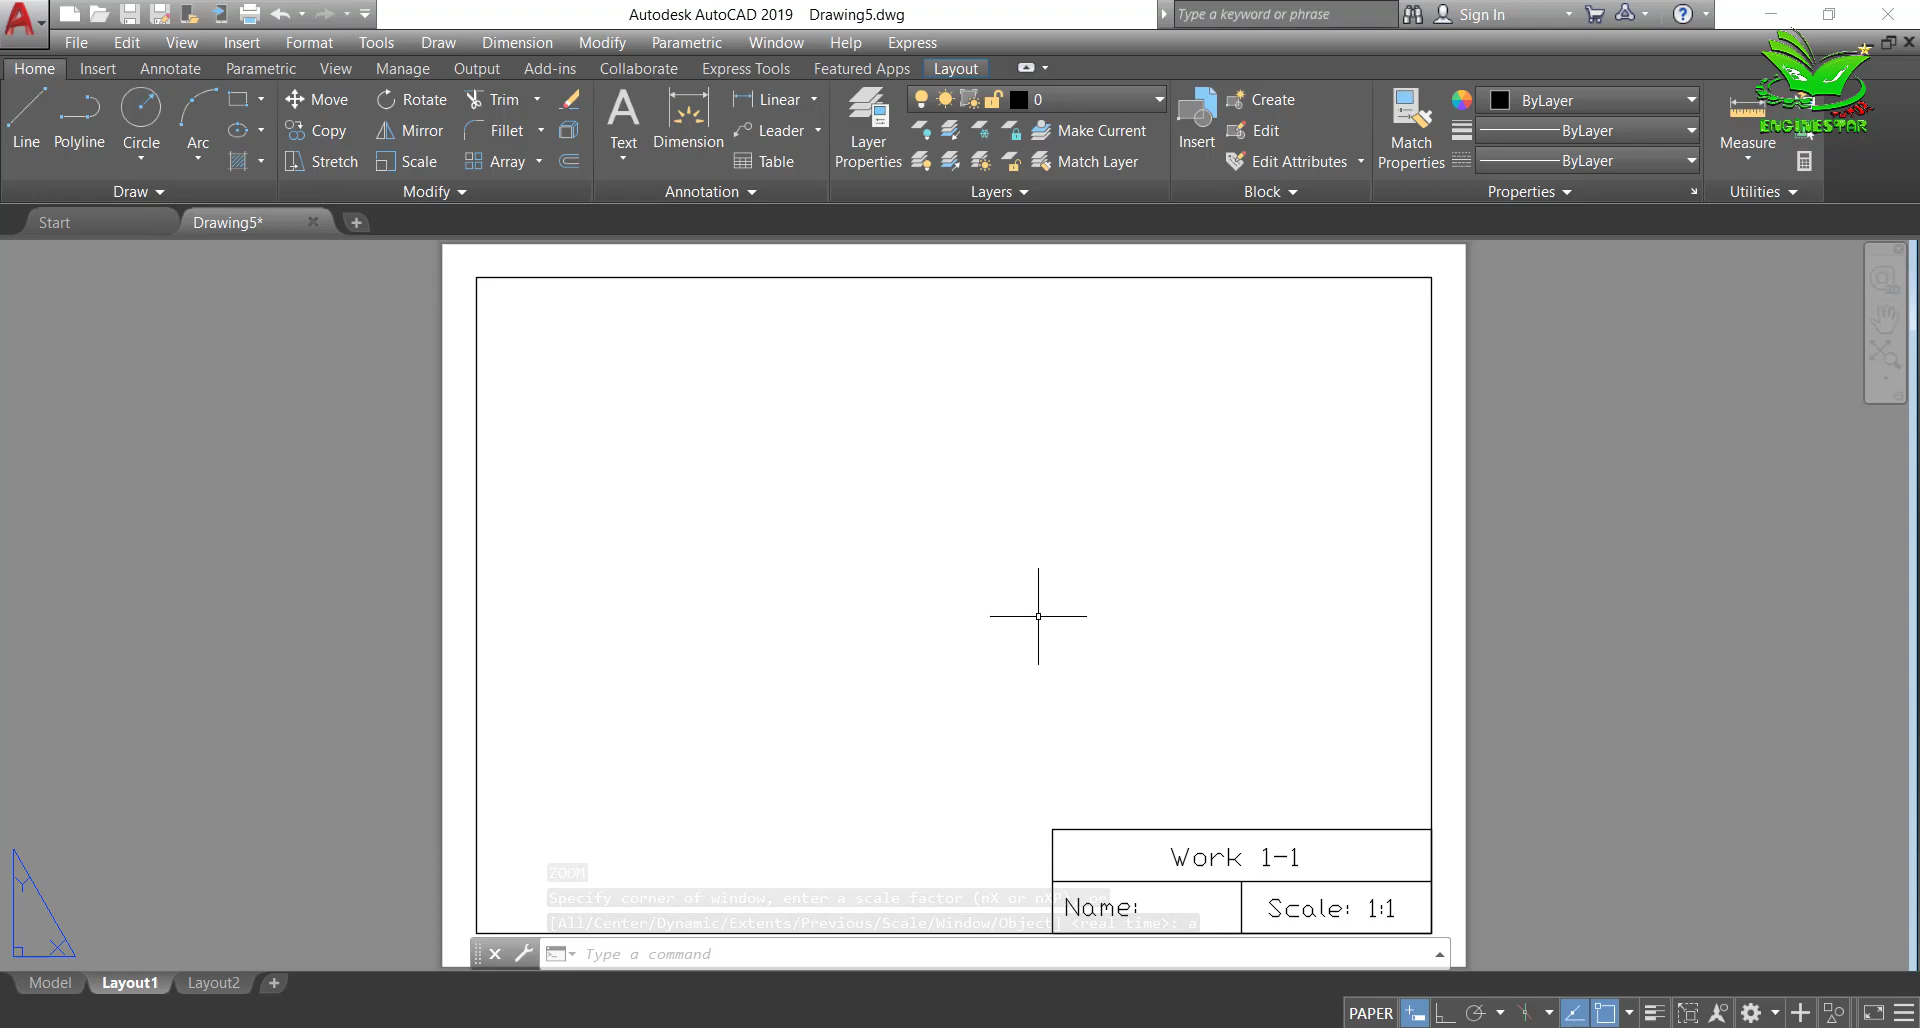 Autodesk AutoCAD 2019 Drawing5.dwg
Type a keyword or phrase
Sign In
File Edit View Insert Format Tools Draw Dimension Modify Parametric Window Help Express
Home Insert Annotate Parametric View Manage Output Add-ins Collaborate Express Tools Featured Apps Layout
Line Polyline Circle Arc
Move Rotate Trim
Copy Mirror Fillet
Stretch Scale Array
Text Dimension
Linear
Leader
Table
Layer
Properties
0
Make Current
Match Layer
Insert
Create
Edit
Edit Attributes
Match
Properties
ByLayer
ByLayer
ByLayer
Measure
ENGINESTAR
Draw Modify Annotation Layers Block Properties Utilities
Start Drawing5*
Work 1-1
Name: Scale: 1:1
ZOOM
Specify corner of window, enter a scale factor (nX or nXP)
[All/Center/Dynamic/Extents/Previous/Scale/Window/Object] <real time>: a
Type a command
Y
X
Model Layout1 Layout2
PAPER